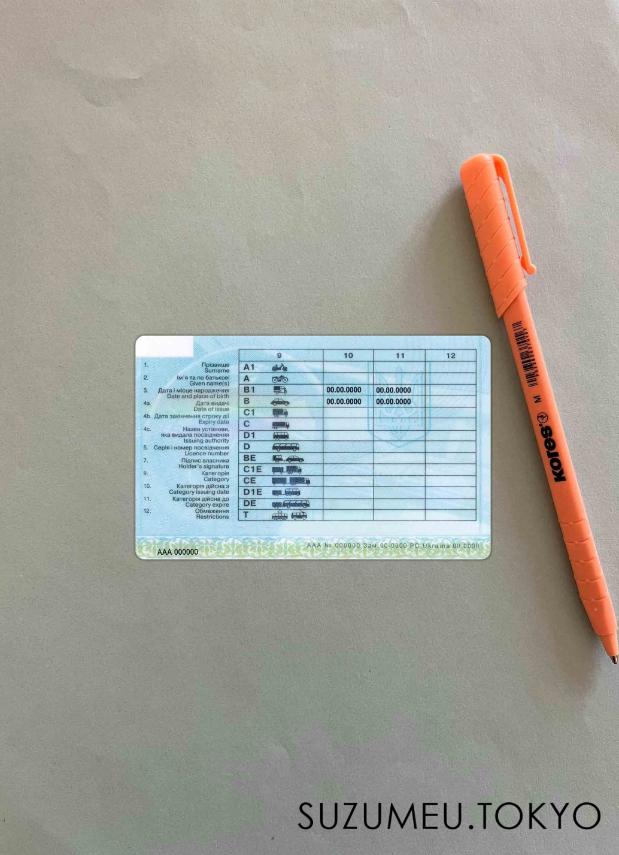 9 10 11 12
1. Прізвище
Surname
A1
2. Ім'я та по батькові
Given name(s)
A
3. Дата і місце народження
Date and place of birth
B1 00.00.0000 00.00.0000
4a. Дата видачі
Date of issue
B 00.00.0000 00.00.0000
4b. Дата закінчення строку дії
Expiry date
C1
4c. Назва установи,
яка видала посвідчення
Issuing authority
C
D1
5. Серія і номер посвідчення
Licence number
D
7. Підпис власника
Holder's signature
BE
9. Категорія
Category
C1E
10. Категорія дійсна з
Category issuing date
CE
D1E
11. Категорія дійсна до
Category expire
DE
12. Обмеження
Restrictions
T
AAA № 000000 Зам. 00-0000 PC Ukraina 00.000
AAA 000000
Kores
M
SUZUMEU.TOKYO